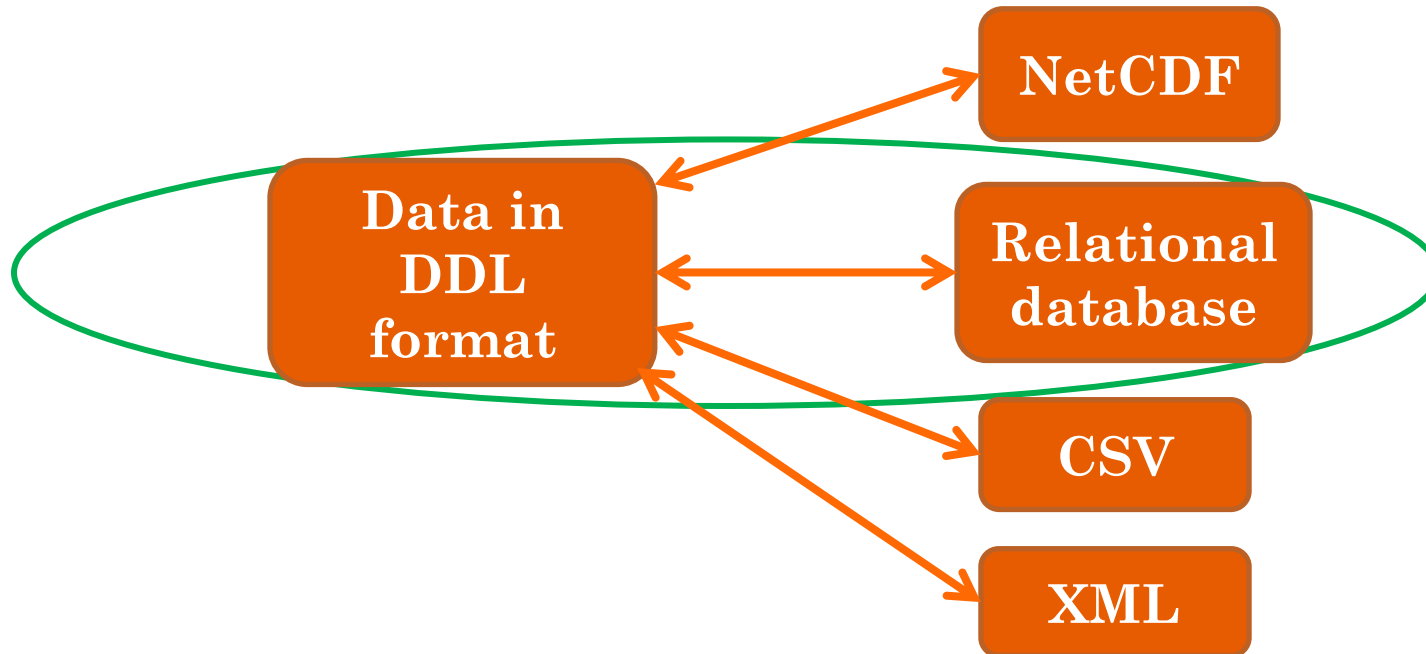 NetCDF
Data in
DDL
format
Relational
database
CSV
XML